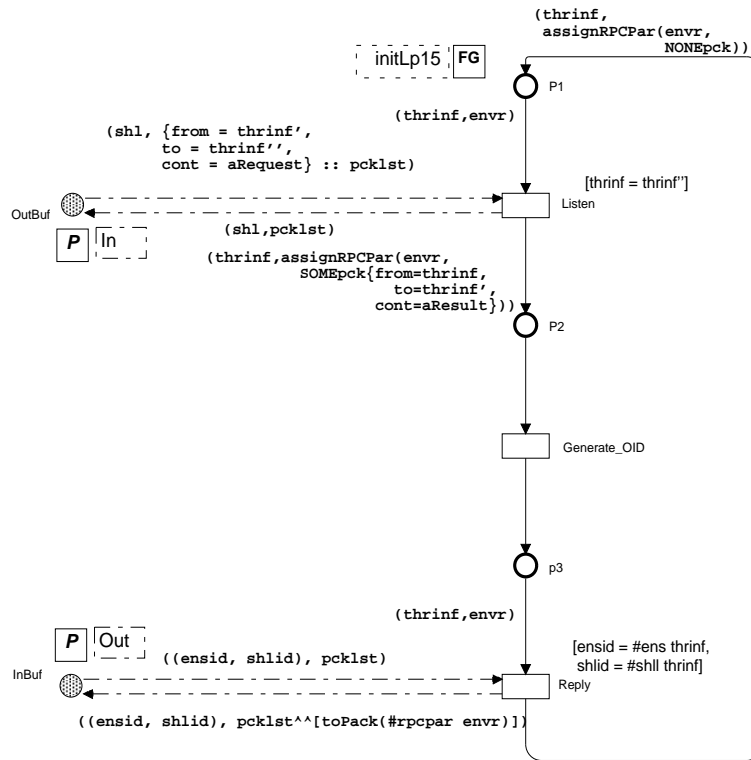 (thrinf,
assignRPCPar(envr,
NONEpck))
initLp15 FG
P1
(thrinf,envr)
(shl, {from = thrinf',
to = thrinf'',
cont = aRequest} :: pcklst)
[thrinf = thrinf'']
OutBuf
Listen
(shl,pcklst)
P In
(thrinf,assignRPCPar(envr,
SOMEpck{from=thrinf,
to=thrinf',
cont=aResult}))
P2
Generate_OID
p3
(thrinf,envr)
P Out
((ensid, shlid), pcklst)
[ensid = #ens thrinf,
shlid = #shll thrinf]
InBuf
Reply
((ensid, shlid), pcklst^^[toPack(#rpcpar envr)])